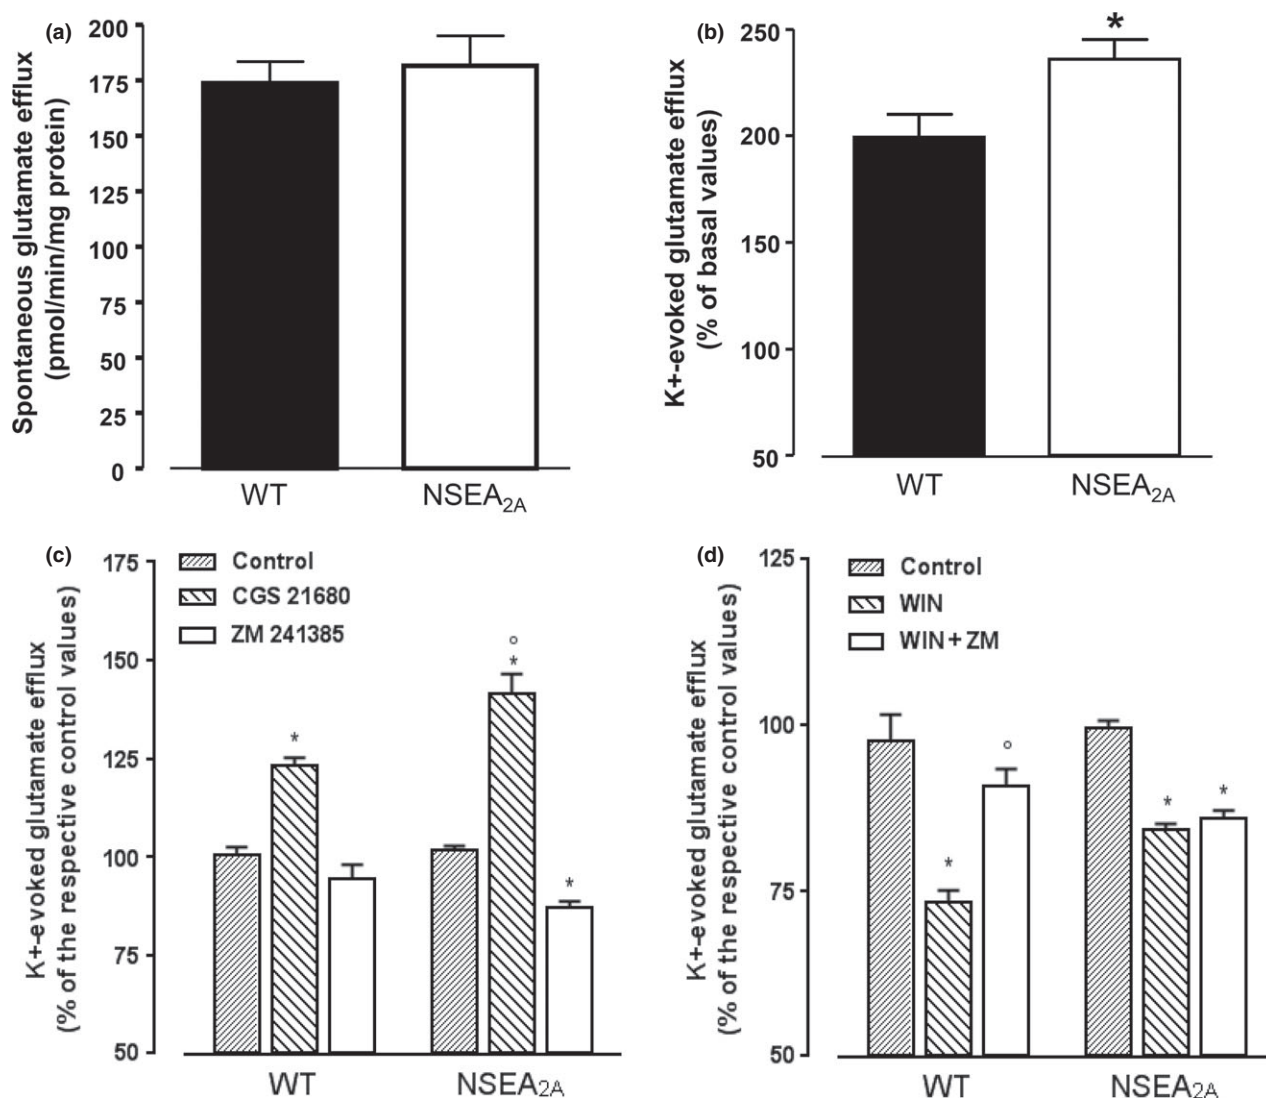 (a)
Spontaneous glutamate efflux
(pmol/min/mg protein)
200
175
150
125
100
75
50
25
0
WT
NSEA2A
(b)
K+-evoked glutamate efflux
(% of basal values)
250
200
150
100
50
*
WT
NSEA2A
(c)
K+-evoked glutamate efflux
(% of the respective control values)
175
150
125
100
75
50
Control
CGS 21680
ZM 241385
*
°
*
*
WT
NSEA2A
(d)
K+-evoked glutamate efflux
(% of the respective control values)
125
100
75
50
Control
WIN
WIN + ZM
*
°
*
*
WT
NSEA2A